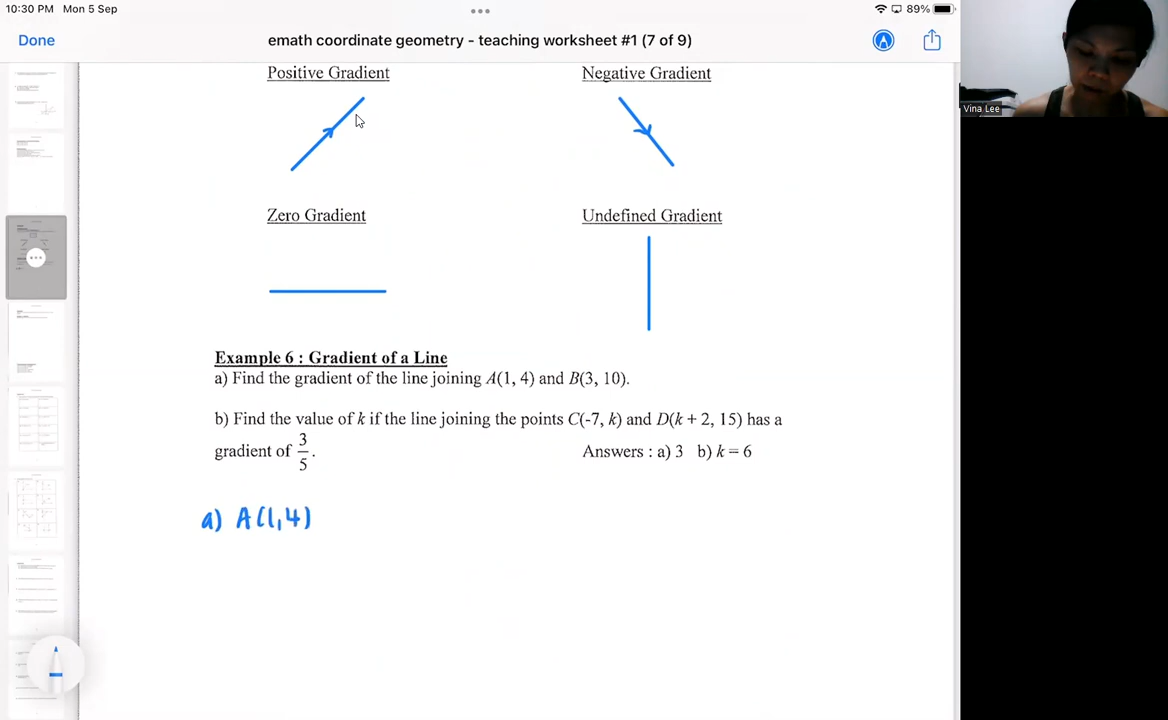 10:30 PM Mon 5 Sep
89%
Done
emath coordinate geometry - teaching worksheet #1 (7 of 9)
Vina Lee
Positive Gradient
Negative Gradient
Zero Gradient
Undefined Gradient
Example 6 : Gradient of a Line
a) Find the gradient of the line joining A(1, 4) and B(3, 10).
b) Find the value of k if the line joining the points C(-7, k) and D(k + 2, 15) has a
gradient of 3/5.
Answers : a) 3 b) k = 6
a) A(1,4)